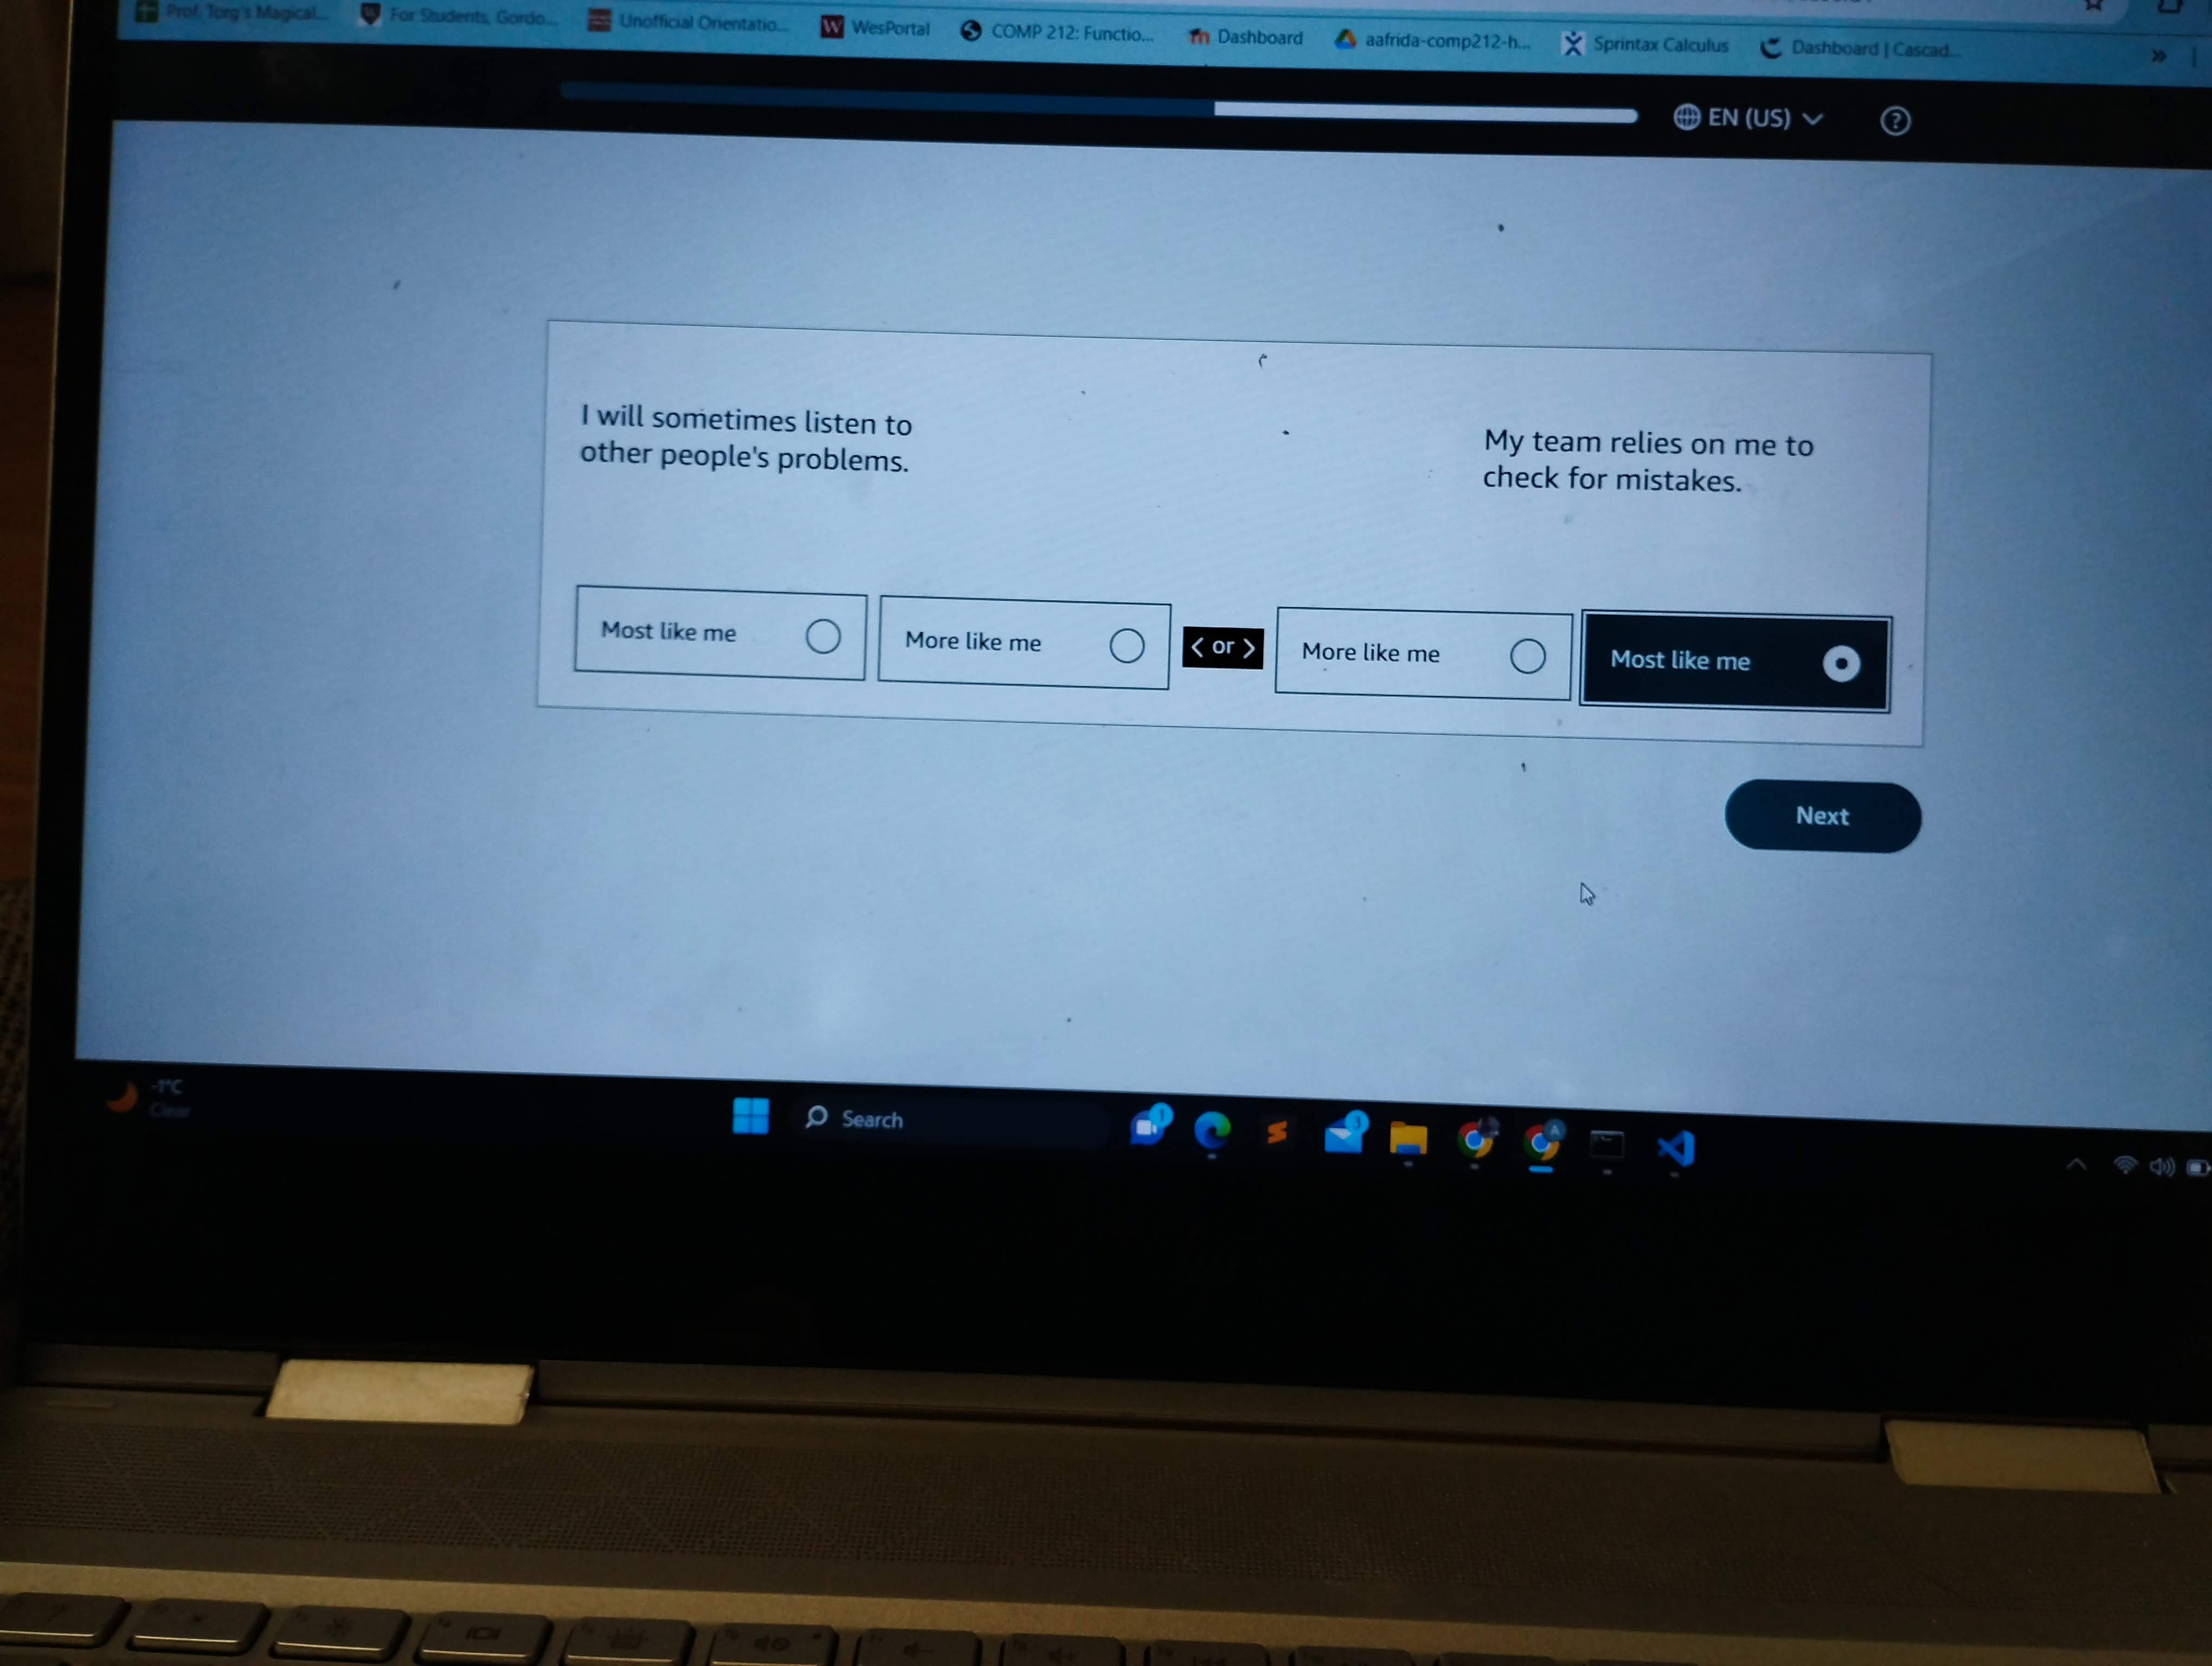 Prof. Torg's Magical...
For Students, Gordo...
Unofficial Orientatio...
W WesPortal
COMP 212: Functio...
Dashboard
aafrida-comp212-h...
Sprintax Calculus
Dashboard | Cascad...
»
EN (US)
?
I will sometimes listen to
other people's problems.
My team relies on me to
check for mistakes.
Most like me
More like me
< or >
More like me
Most like me
Next
-1°C
Clear
Search
1
3
A